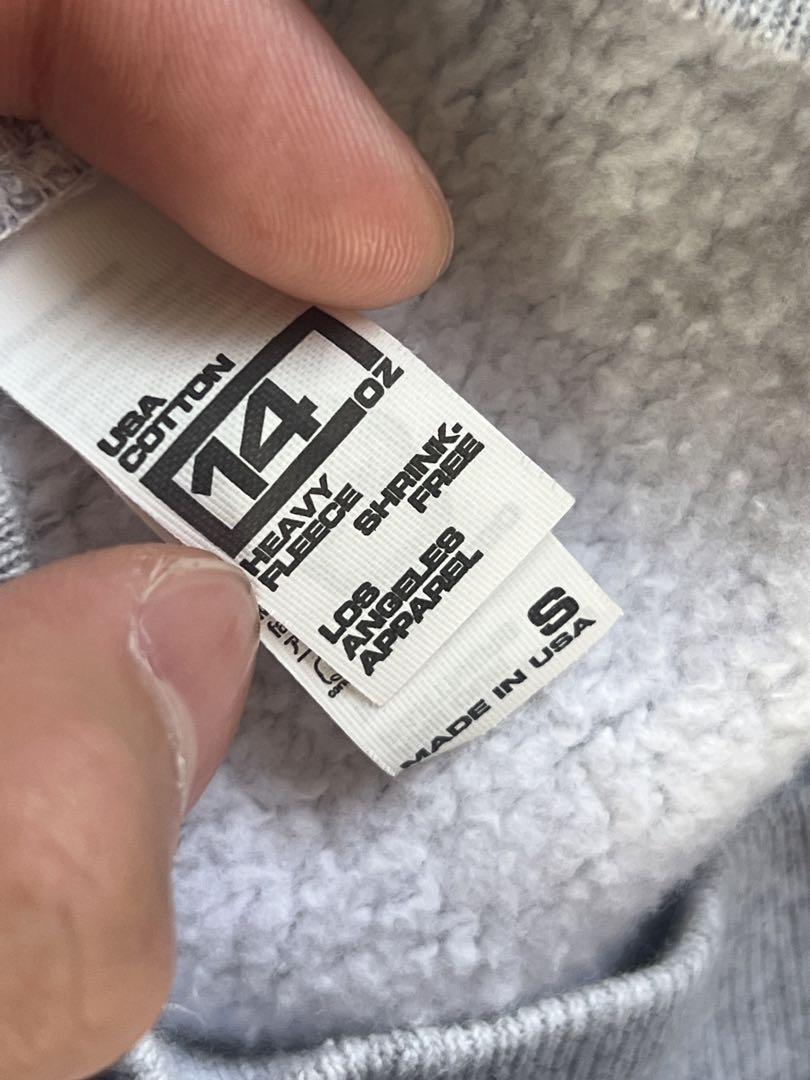 USA
COTTON
14
OZ
HEAVY
FLEECE
SHRINK-
FREE
LOS
ANGELES
APPAREL
S
MADE IN USA